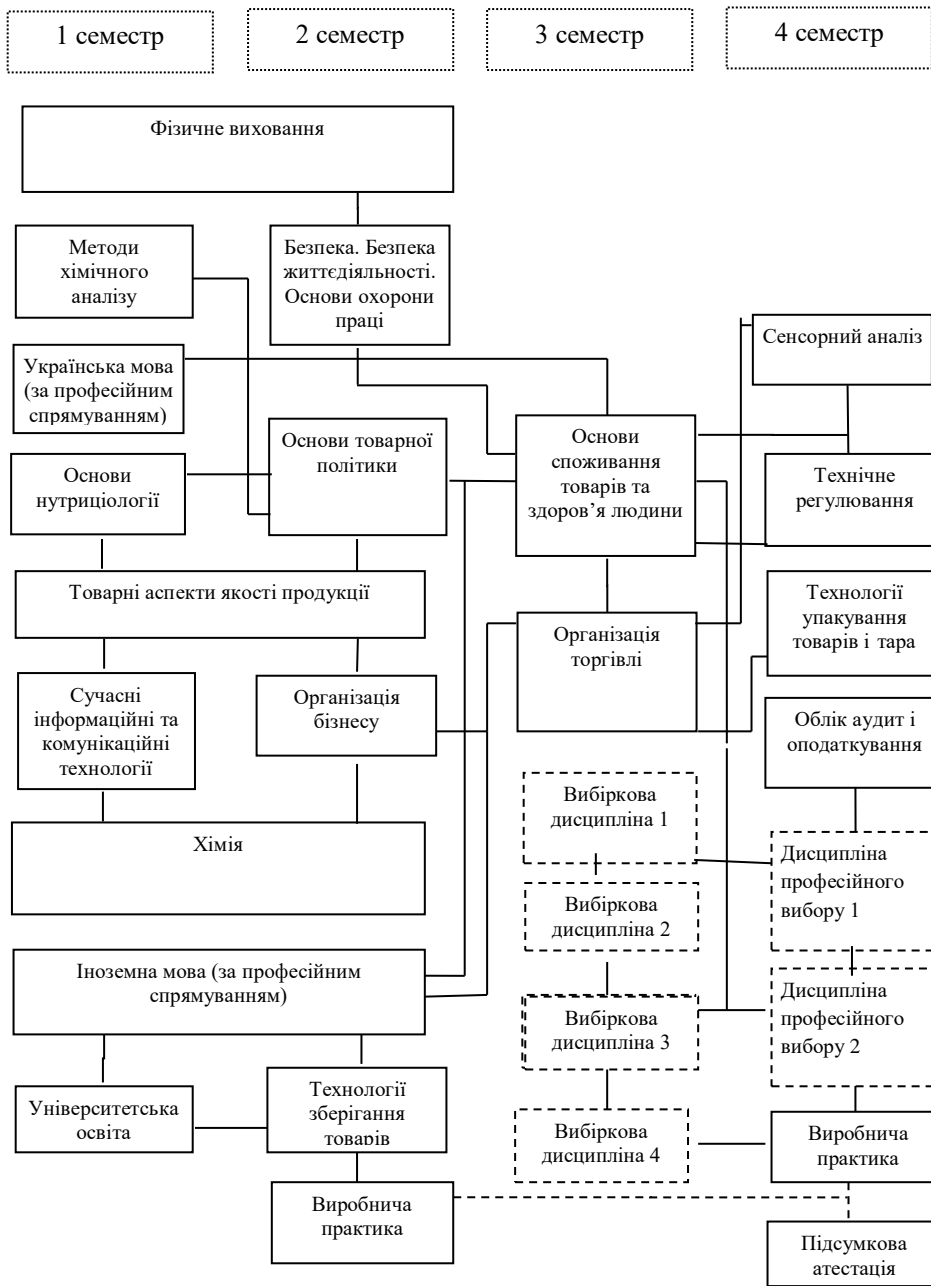 1 семестр
2 семестр
3 семестр
4 семестр
Фізичне виховання
Методи
хімічного
аналізу
Безпека. Безпека
життєдіяльності.
Основи охорони
праці
Сенсорний аналіз
Українська мова
(за професійним
спрямуванням)
Основи товарної
політики
Основи
споживання
товарів та
здоров’я людини
Основи
нутриціології
Технічне
регулювання
Товарні аспекти якості продукції
Організація
торгівлі
Технології
упакування
товарів і тара
Сучасні
інформаційні та
комунікаційні
технології
Організація
бізнесу
Облік аудит і
оподаткування
Вибіркова
дисципліна 1
Хімія
Дисципліна
професійного
вибору 1
Вибіркова
дисципліна 2
Іноземна мова (за професійним
спрямуванням)
Вибіркова
дисципліна 3
Дисципліна
професійного
вибору 2
Університетська
освіта
Технології
зберігання
товарів
Вибіркова
дисципліна 4
Виробнича
практика
Виробнича
практика
Підсумкова
атестація